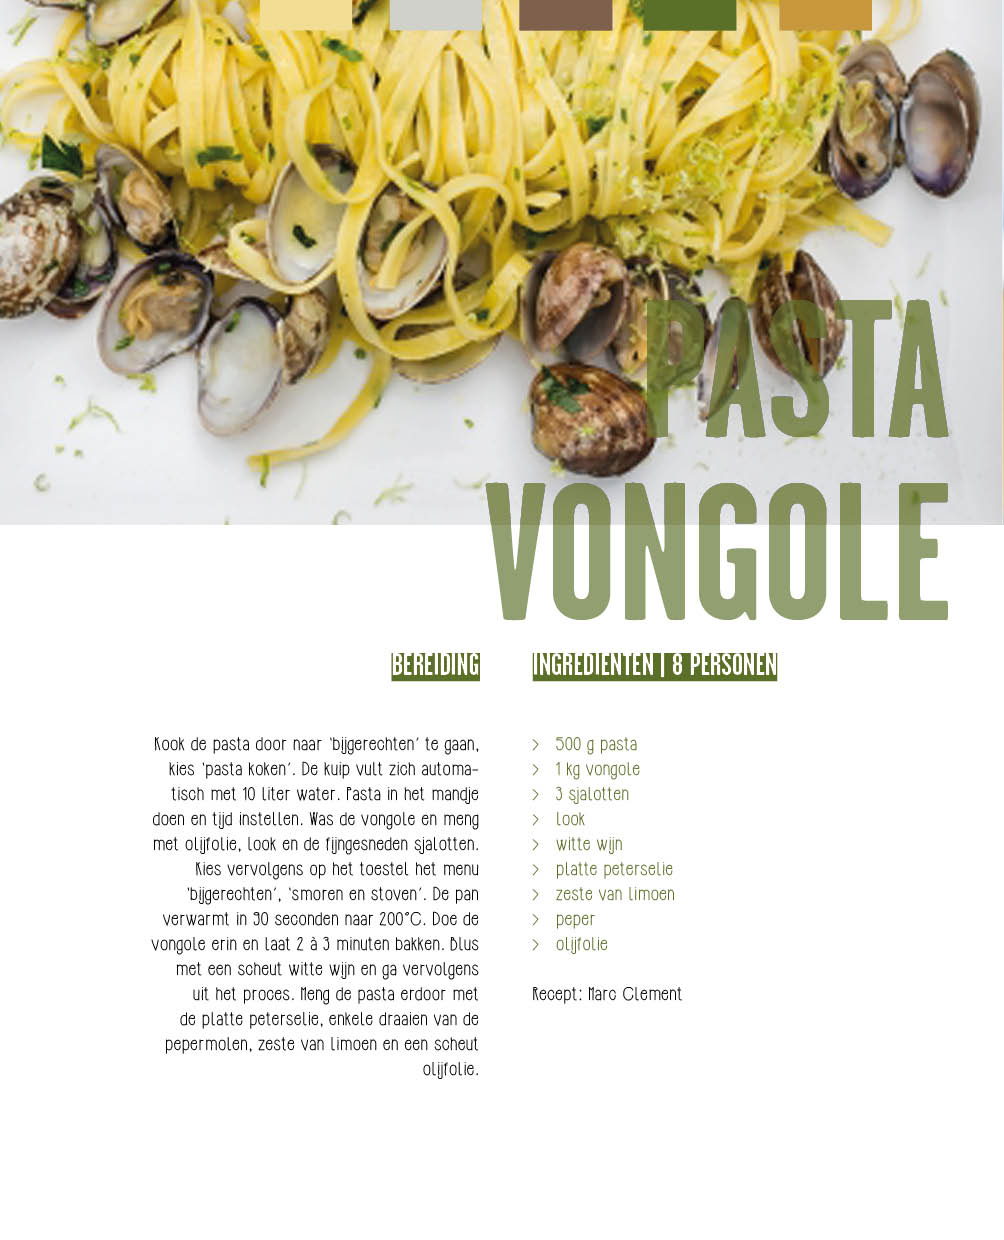 PASTA
VONGOLE
BEREIDING
Kook de pasta door naar ‘bijgerechten’ te gaan,
kies ‘pasta koken’. De kuip vult zich automa-
tisch met 10 liter water. Pasta in het mandje
doen en tijd instellen. Was de vongole en meng
met olijfolie, look en de fijngesneden sjalotten.
Kies vervolgens op het toestel het menu
‘bijgerechten’, ‘smoren en stoven’. De pan
verwarmt in 90 seconden naar 200°C. Doe de
vongole erin en laat 2 à 3 minuten bakken. Blus
met een scheut witte wijn en ga vervolgens
uit het proces. Meng de pasta erdoor met
de platte peterselie, enkele draaien van de
pepermolen, zeste van limoen en een scheut
olijfolie.
INGREDIENTEN | 8 PERSONEN
> 500 g pasta
> 1 kg vongole
> 3 sjalotten
> look
> witte wijn
> platte peterselie
> zeste van limoen
> peper
> olijfolie
Recept: Marc Clement